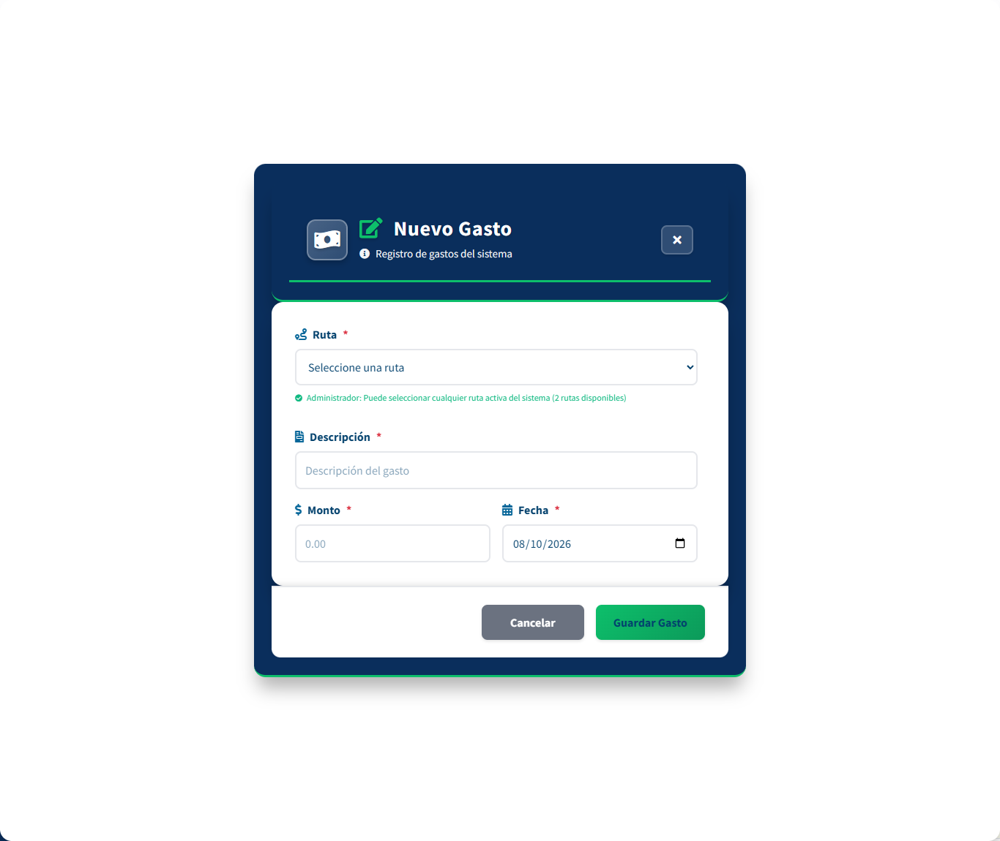 Nuevo Gasto
Registro de gastos del sistema
Ruta *
Seleccione una ruta
Administrador: Puede seleccionar cualquier ruta activa del sistema (2 rutas disponibles)
Descripción *
Descripción del gasto
Monto * Fecha *
0.00 08/10/2026
Cancelar Guardar Gasto